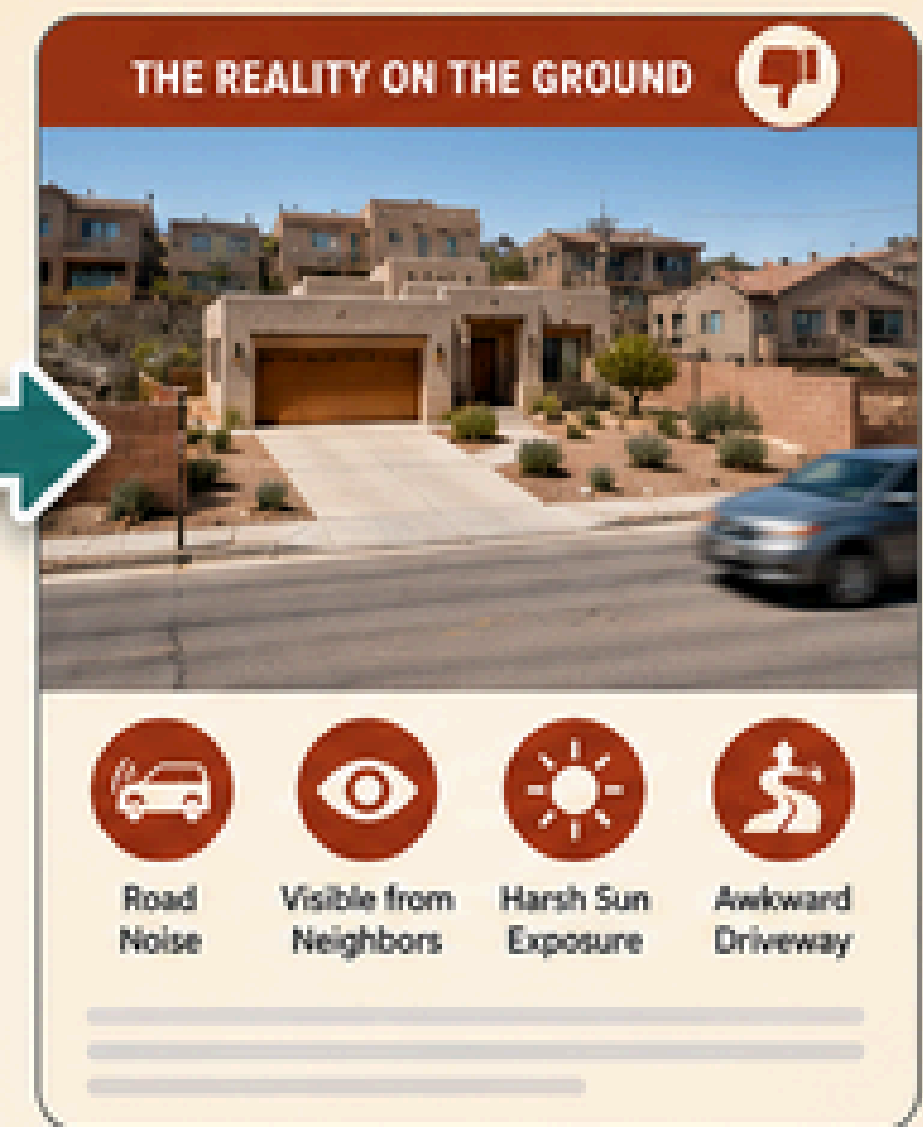 THE REALITY ON THE GROUND
Road
Noise
Visible from
Neighbors
Harsh Sun
Exposure
Awkward
Driveway